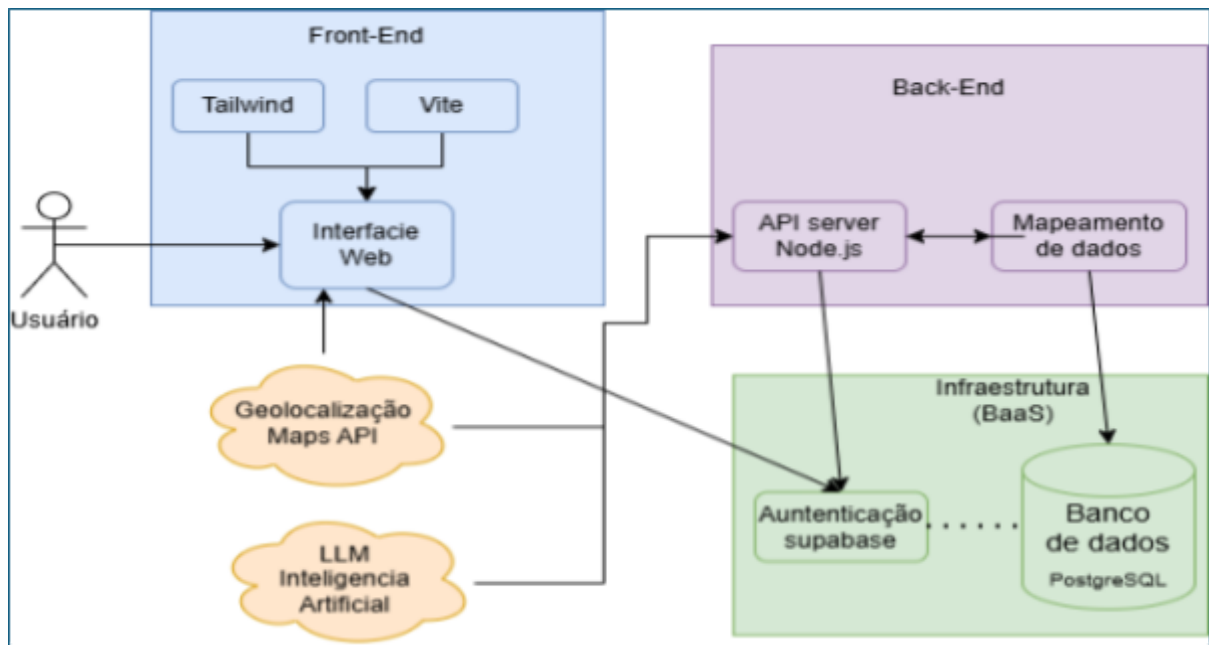 Front-End
Tailwind
Vite
Interfacie
Web
Usuário
Geolocalização
Maps API
LLM
Inteligencia
Artificial
Back-End
API server
Node.js
Mapeamento
de dados
Infraestrutura
(BaaS)
Auntenticação
supabase
Banco
de dados
PostgreSQL